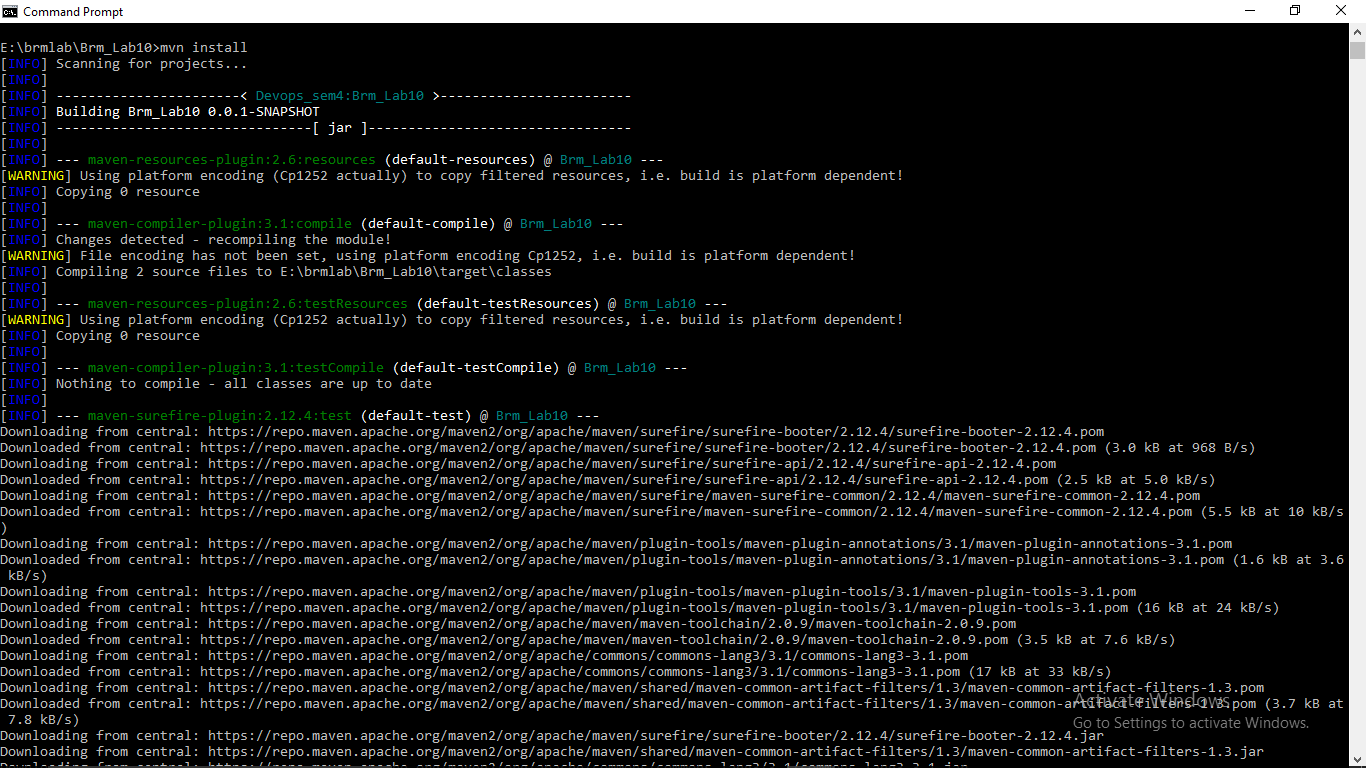 Command Prompt
E:\brmlab\Brm_Lab10>mvn install
[INFO] Scanning for projects...
[INFO]
[INFO] -----------------------< Devops_sem4:Brm_Lab10 >------------------------
[INFO] Building Brm_Lab10 0.0.1-SNAPSHOT
[INFO] --------------------------------[ jar ]---------------------------------
[INFO]
[INFO] --- maven-resources-plugin:2.6:resources (default-resources) @ Brm_Lab10 ---
[WARNING] Using platform encoding (Cp1252 actually) to copy filtered resources, i.e. build is platform dependent!
[INFO] Copying 0 resource
[INFO]
[INFO] --- maven-compiler-plugin:3.1:compile (default-compile) @ Brm_Lab10 ---
[INFO] Changes detected - recompiling the module!
[WARNING] File encoding has not been set, using platform encoding Cp1252, i.e. build is platform dependent!
[INFO] Compiling 2 source files to E:\brmlab\Brm_Lab10\target\classes
[INFO]
[INFO] --- maven-resources-plugin:2.6:testResources (default-testResources) @ Brm_Lab10 ---
[WARNING] Using platform encoding (Cp1252 actually) to copy filtered resources, i.e. build is platform dependent!
[INFO] Copying 0 resource
[INFO]
[INFO] --- maven-compiler-plugin:3.1:testCompile (default-testCompile) @ Brm_Lab10 ---
[INFO] Nothing to compile - all classes are up to date
[INFO]
[INFO] --- maven-surefire-plugin:2.12.4:test (default-test) @ Brm_Lab10 ---
Downloading from central: https://repo.maven.apache.org/maven2/org/apache/maven/surefire/surefire-booter/2.12.4/surefire-booter-2.12.4.pom
Downloaded from central: https://repo.maven.apache.org/maven2/org/apache/maven/surefire/surefire-booter/2.12.4/surefire-booter-2.12.4.pom (3.0 kB at 968 B/s)
Downloading from central: https://repo.maven.apache.org/maven2/org/apache/maven/surefire/surefire-api/2.12.4/surefire-api-2.12.4.pom
Downloaded from central: https://repo.maven.apache.org/maven2/org/apache/maven/surefire/surefire-api/2.12.4/surefire-api-2.12.4.pom (2.5 kB at 5.0 kB/s)
Downloading from central: https://repo.maven.apache.org/maven2/org/apache/maven/surefire/maven-surefire-common/2.12.4/maven-surefire-common-2.12.4.pom
Downloaded from central: https://repo.maven.apache.org/maven2/org/apache/maven/surefire/maven-surefire-common/2.12.4/maven-surefire-common-2.12.4.pom (5.5 kB at 10 kB/s
)
Downloading from central: https://repo.maven.apache.org/maven2/org/apache/maven/plugin-tools/maven-plugin-annotations/3.1/maven-plugin-annotations-3.1.pom
Downloaded from central: https://repo.maven.apache.org/maven2/org/apache/maven/plugin-tools/maven-plugin-annotations/3.1/maven-plugin-annotations-3.1.pom (1.6 kB at 3.6
kB/s)
Downloading from central: https://repo.maven.apache.org/maven2/org/apache/maven/plugin-tools/maven-plugin-tools/3.1/maven-plugin-tools-3.1.pom
Downloaded from central: https://repo.maven.apache.org/maven2/org/apache/maven/plugin-tools/maven-plugin-tools/3.1/maven-plugin-tools-3.1.pom (16 kB at 24 kB/s)
Downloading from central: https://repo.maven.apache.org/maven2/org/apache/maven/maven-toolchain/2.0.9/maven-toolchain-2.0.9.pom
Downloaded from central: https://repo.maven.apache.org/maven2/org/apache/maven/maven-toolchain/2.0.9/maven-toolchain-2.0.9.pom (3.5 kB at 7.6 kB/s)
Downloading from central: https://repo.maven.apache.org/maven2/org/apache/commons/commons-lang3/3.1/commons-lang3-3.1.pom
Downloaded from central: https://repo.maven.apache.org/maven2/org/apache/commons/commons-lang3/3.1/commons-lang3-3.1.pom (17 kB at 33 kB/s)
Downloading from central: https://repo.maven.apache.org/maven2/org/apache/maven/shared/maven-common-artifact-filters/1.3/maven-common-artifact-filters-1.3.pom
Downloaded from central: https://repo.maven.apache.org/maven2/org/apache/maven/shared/maven-common-artifact-filters/1.3/maven-common-artifact-filters-1.3.pom (3.7 kB at
7.8 kB/s)
Activate Windows
Go to Settings to activate Windows.
Downloading from central: https://repo.maven.apache.org/maven2/org/apache/maven/surefire/surefire-booter/2.12.4/surefire-booter-2.12.4.jar
Downloading from central: https://repo.maven.apache.org/maven2/org/apache/maven/shared/maven-common-artifact-filters/1.3/maven-common-artifact-filters-1.3.jar